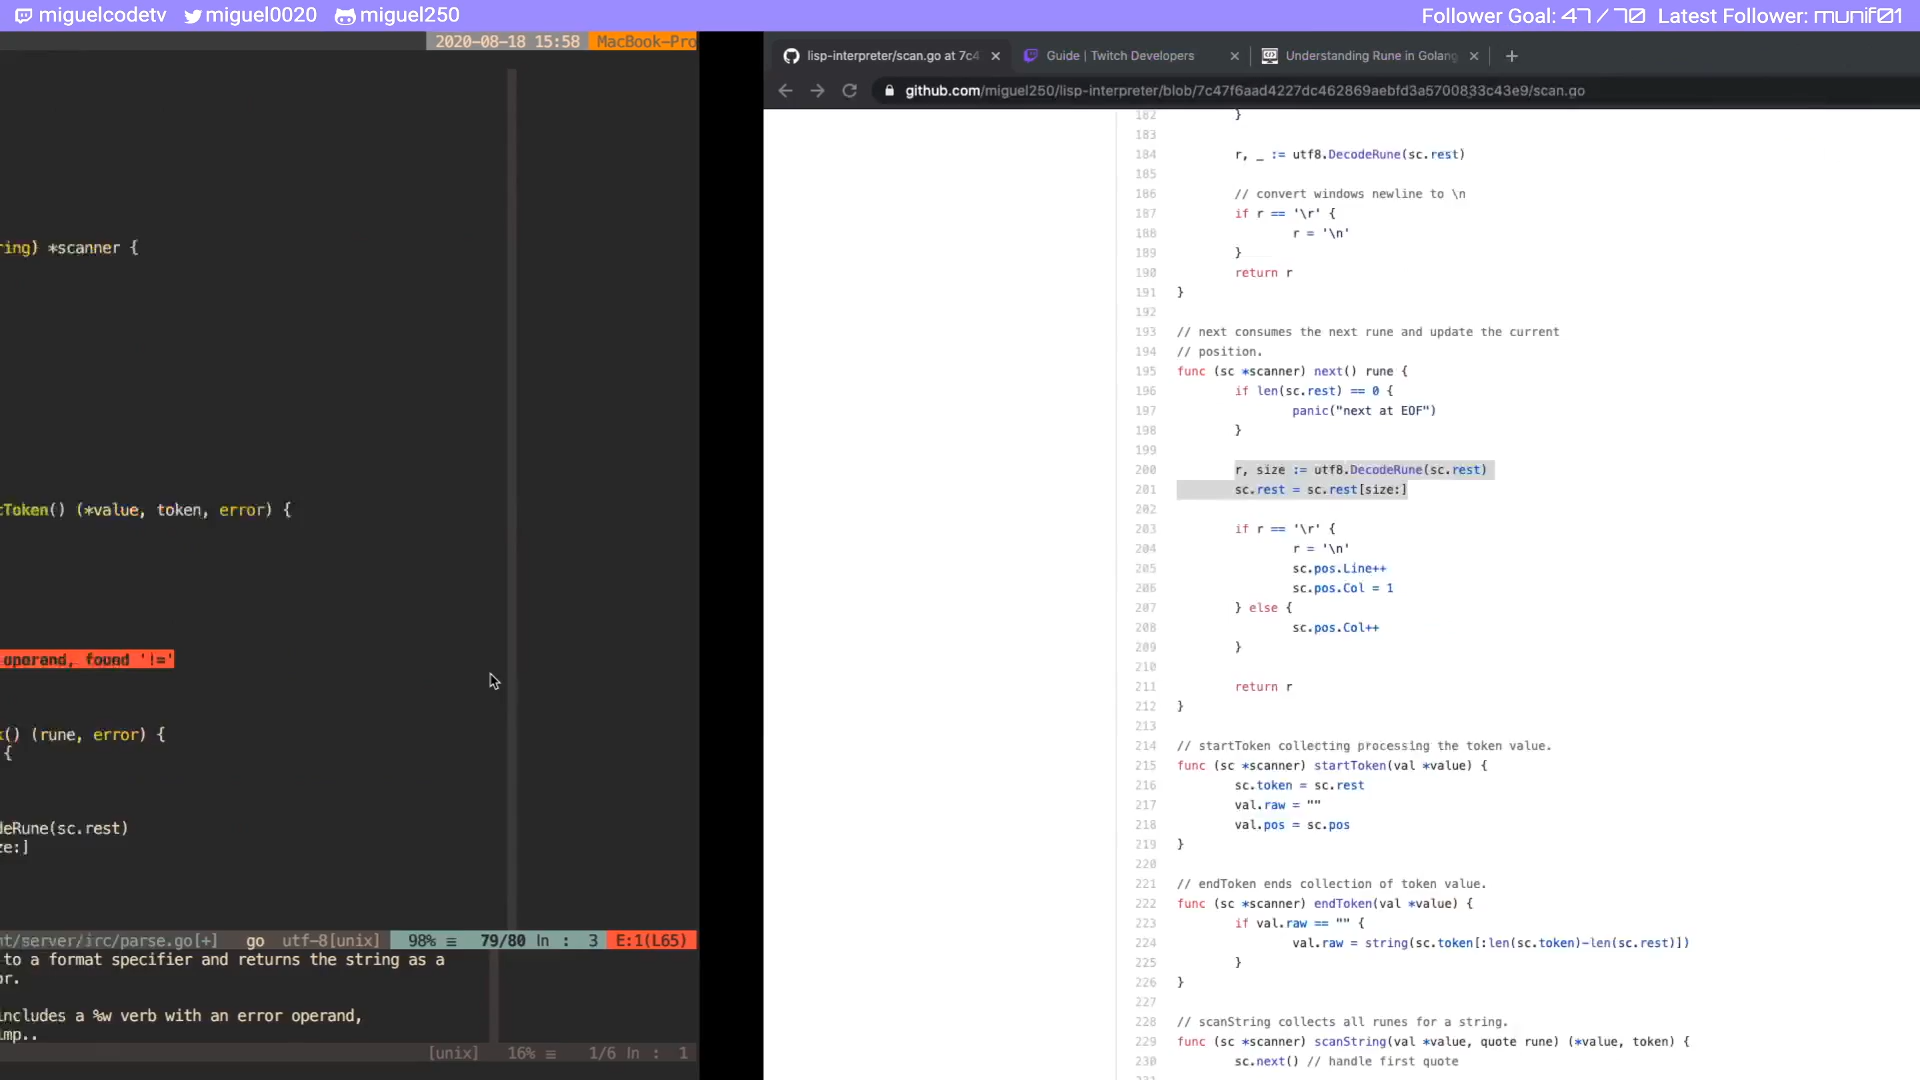 miguelcodetv miguel0020 miguel250
Follower Goal: 47 / 70 Latest Follower: munif01
2020-08-18 15:58 MacBook-Pro
ring) *scanner {
cToken() (*value, token, error) {
operand, found '!='
k() (rune, error) {
{
deRune(sc.rest)
ze:]
nt/server/irc/parse.go[+] go utf-8[unix] 98% ≡ 79/80 ln : 3 E:1(L65)
to a format specifier and returns the string as a
or.
includes a %w verb with an error operand,
imp..
[unix] 16% ≡ 1/6 ln : 1
lisp-interpreter/scan.go at 7c4 Guide | Twitch Developers Understanding Rune in Golang
github.com/miguel250/lisp-interpreter/blob/7c47f6aad4227dc462869aebfd3a5700833c43e9/scan.go
182 }
183
184 r, _ := utf8.DecodeRune(sc.rest)
185
186 // convert windows newline to \n
187 if r == '\r' {
188 r = '\n'
189 }
190 return r
191 }
192
193 // next consumes the next rune and update the current
194 // position.
195 func (sc *scanner) next() rune {
196 if len(sc.rest) == 0 {
197 panic("next at EOF")
198 }
199
200 r, size := utf8.DecodeRune(sc.rest)
201 sc.rest = sc.rest[size:]
202
203 if r == '\r' {
204 r = '\n'
205 sc.pos.Line++
206 sc.pos.Col = 1
207 } else {
208 sc.pos.Col++
209 }
210
211 return r
212 }
213
214 // startToken collecting processing the token value.
215 func (sc *scanner) startToken(val *value) {
216 sc.token = sc.rest
217 val.raw = ""
218 val.pos = sc.pos
219 }
220
221 // endToken ends collection of token value.
222 func (sc *scanner) endToken(val *value) {
223 if val.raw == "" {
224 val.raw = string(sc.token[:len(sc.token)-len(sc.rest)])
225 }
226 }
227
228 // scanString collects all runes for a string.
229 func (sc *scanner) scanString(val *value, quote rune) (*value, token) {
230 sc.next() // handle first quote